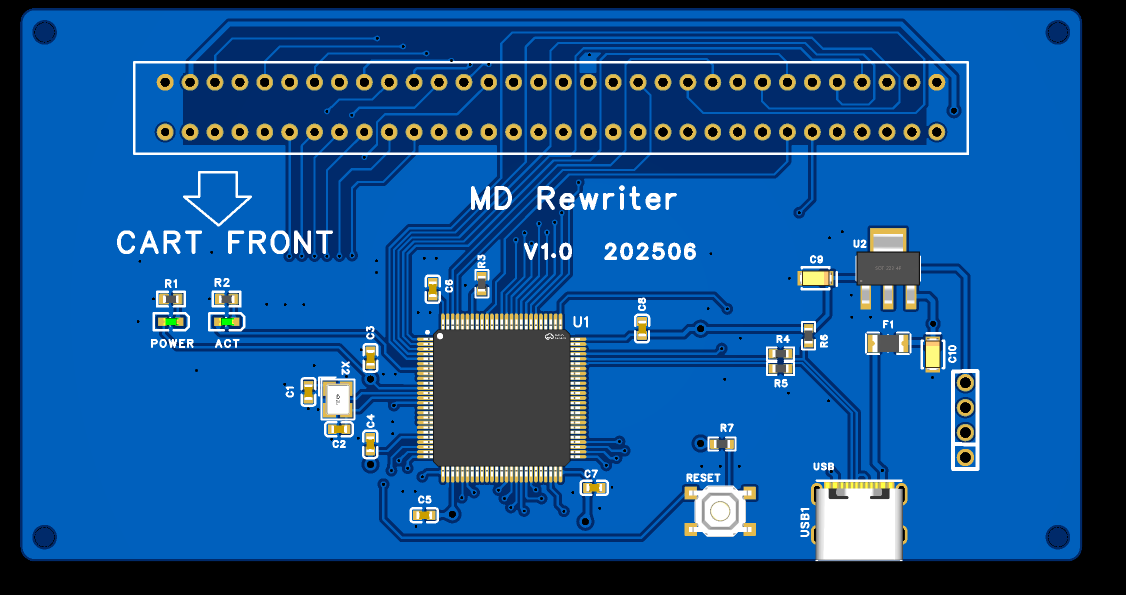 MD Rewriter
CART FRONT
V1.0 202506
U2
R3
C9
R1
R2
C6
C8
U1
F1
POWER
ACT
C3
R6
R4
C10
X2
R5
C1
C4
C2
R7
USB
RESET
C7
C5
USB1